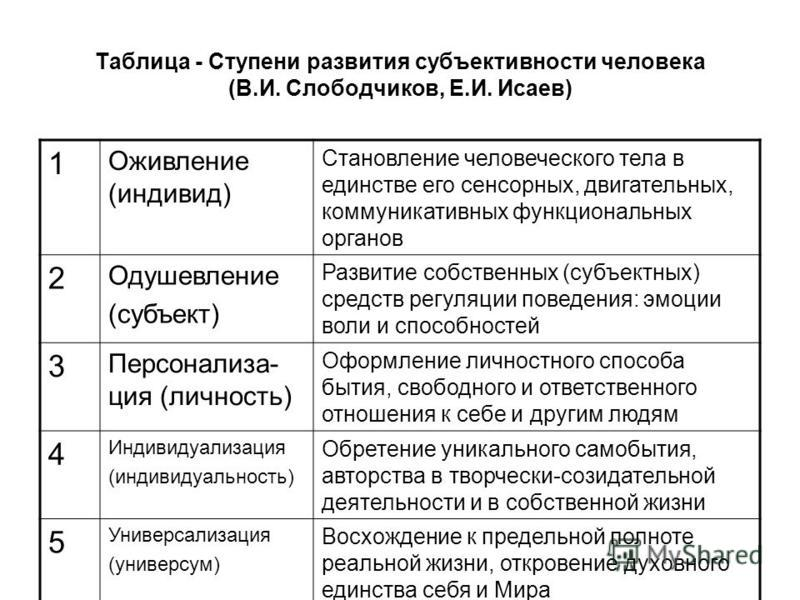 Таблица - Ступени развития субъективности человека
(В.И. Слободчиков, Е.И. Исаев)
1
Оживление
(индивид)
Становление человеческого тела в
единстве его сенсорных, двигательных,
коммуникативных функциональных
органов
2
Одушевление
(субъект)
Развитие собственных (субъектных)
средств регуляции поведения: эмоции
воли и способностей
3
Персонализа-
ция (личность)
Оформление личностного способа
бытия, свободного и ответственного
отношения к себе и другим людям
4
Индивидуализация
(индивидуальность)
Обретение уникального самобытия,
авторства в творчески-созидательной
деятельности и в собственной жизни
5
Универсализация
(универсум)
Восхождение к предельной полноте
реальной жизни, откровение духовного
единства себя и Мира
MyShared